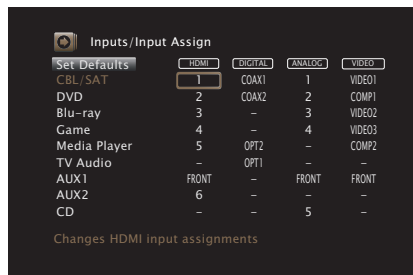 Inputs/Input Assign
Set Defaults HDMI DIGITAL ANALOG VIDEO
CBL/SAT 1 COAX1 1 VIDEO1
DVD 2 COAX2 2 COMP1
Blu-ray 3 – 3 VIDEO2
Game 4 – 4 VIDEO3
Media Player 5 OPT2 – COMP2
TV Audio – OPT1 – –
AUX1 FRONT – FRONT FRONT
AUX2 6 – – –
CD – – 5 –
Changes HDMI input assignments